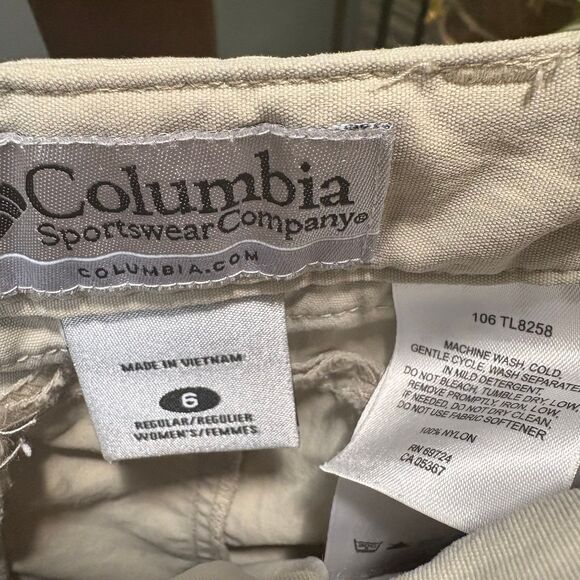 Columbia
Sportswear Company®
COLUMBIA.COM
MADE IN VIETNAM
6
REGULAR/REGULIER
WOMEN'S/FEMMES
106 TL8258
MACHINE WASH, COLD.
GENTLE CYCLE, WASH SEPARATE
IN MILD DETERGENT
DO NOT BLEACH, TUMBLE DRY, LOW.
REMOVE PROMPTLY, IRON, LOW.
IF NEEDED. DO NOT DRY CLEAN.
DO NOT USE FABRIC SOFTENER
100% NYLON
RN 69724
CA 05367